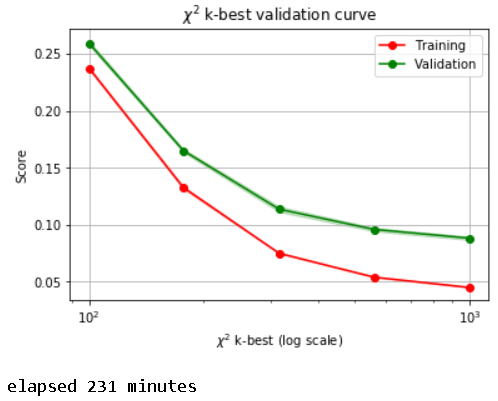 χ² k-best validation curve
Training
Validation
0.25
0.20
0.15
0.10
0.05
Score
10²
10³
χ² k-best (log scale)
elapsed 231 minutes